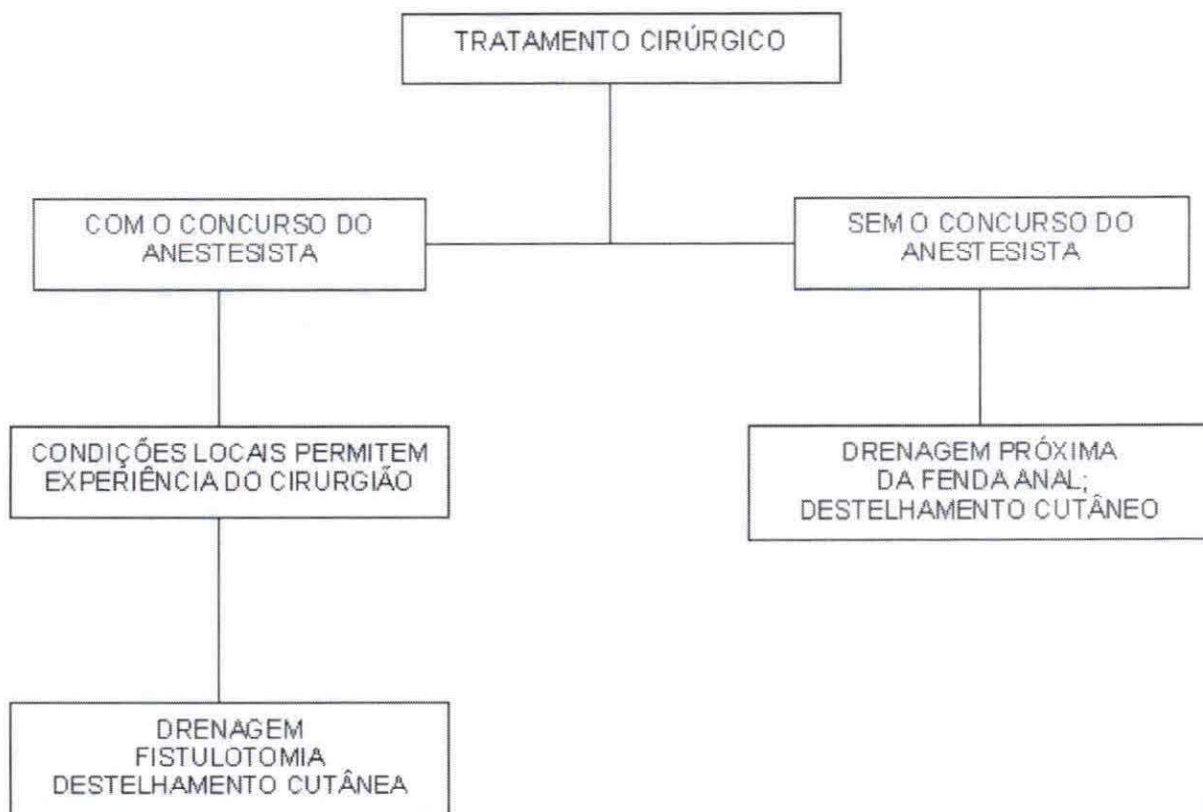 TRATAMENTO CIRÚRGICO
COM O CONCURSO DO
ANESTESISTA
SEM O CONCURSO DO
ANESTESISTA
CONDIÇÕES LOCAIS PERMITEM
EXPERIÊNCIA DO CIRURGIÃO
DRENAGEM PRÓXIMA
DA FENDA ANAL;
DESTELHAMENTO CUTÂNEO
DRENAGEM
FISTULOTOMIA
DESTELHAMENTO CUTÂNEA